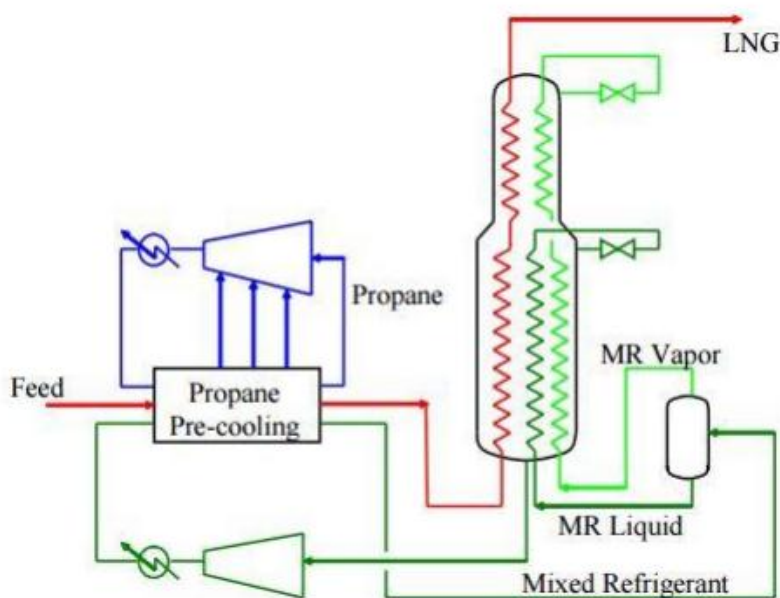 LNG
Propane
MR Vapor
Feed
Propane
Pre-cooling
MR Liquid
Mixed Refrigerant